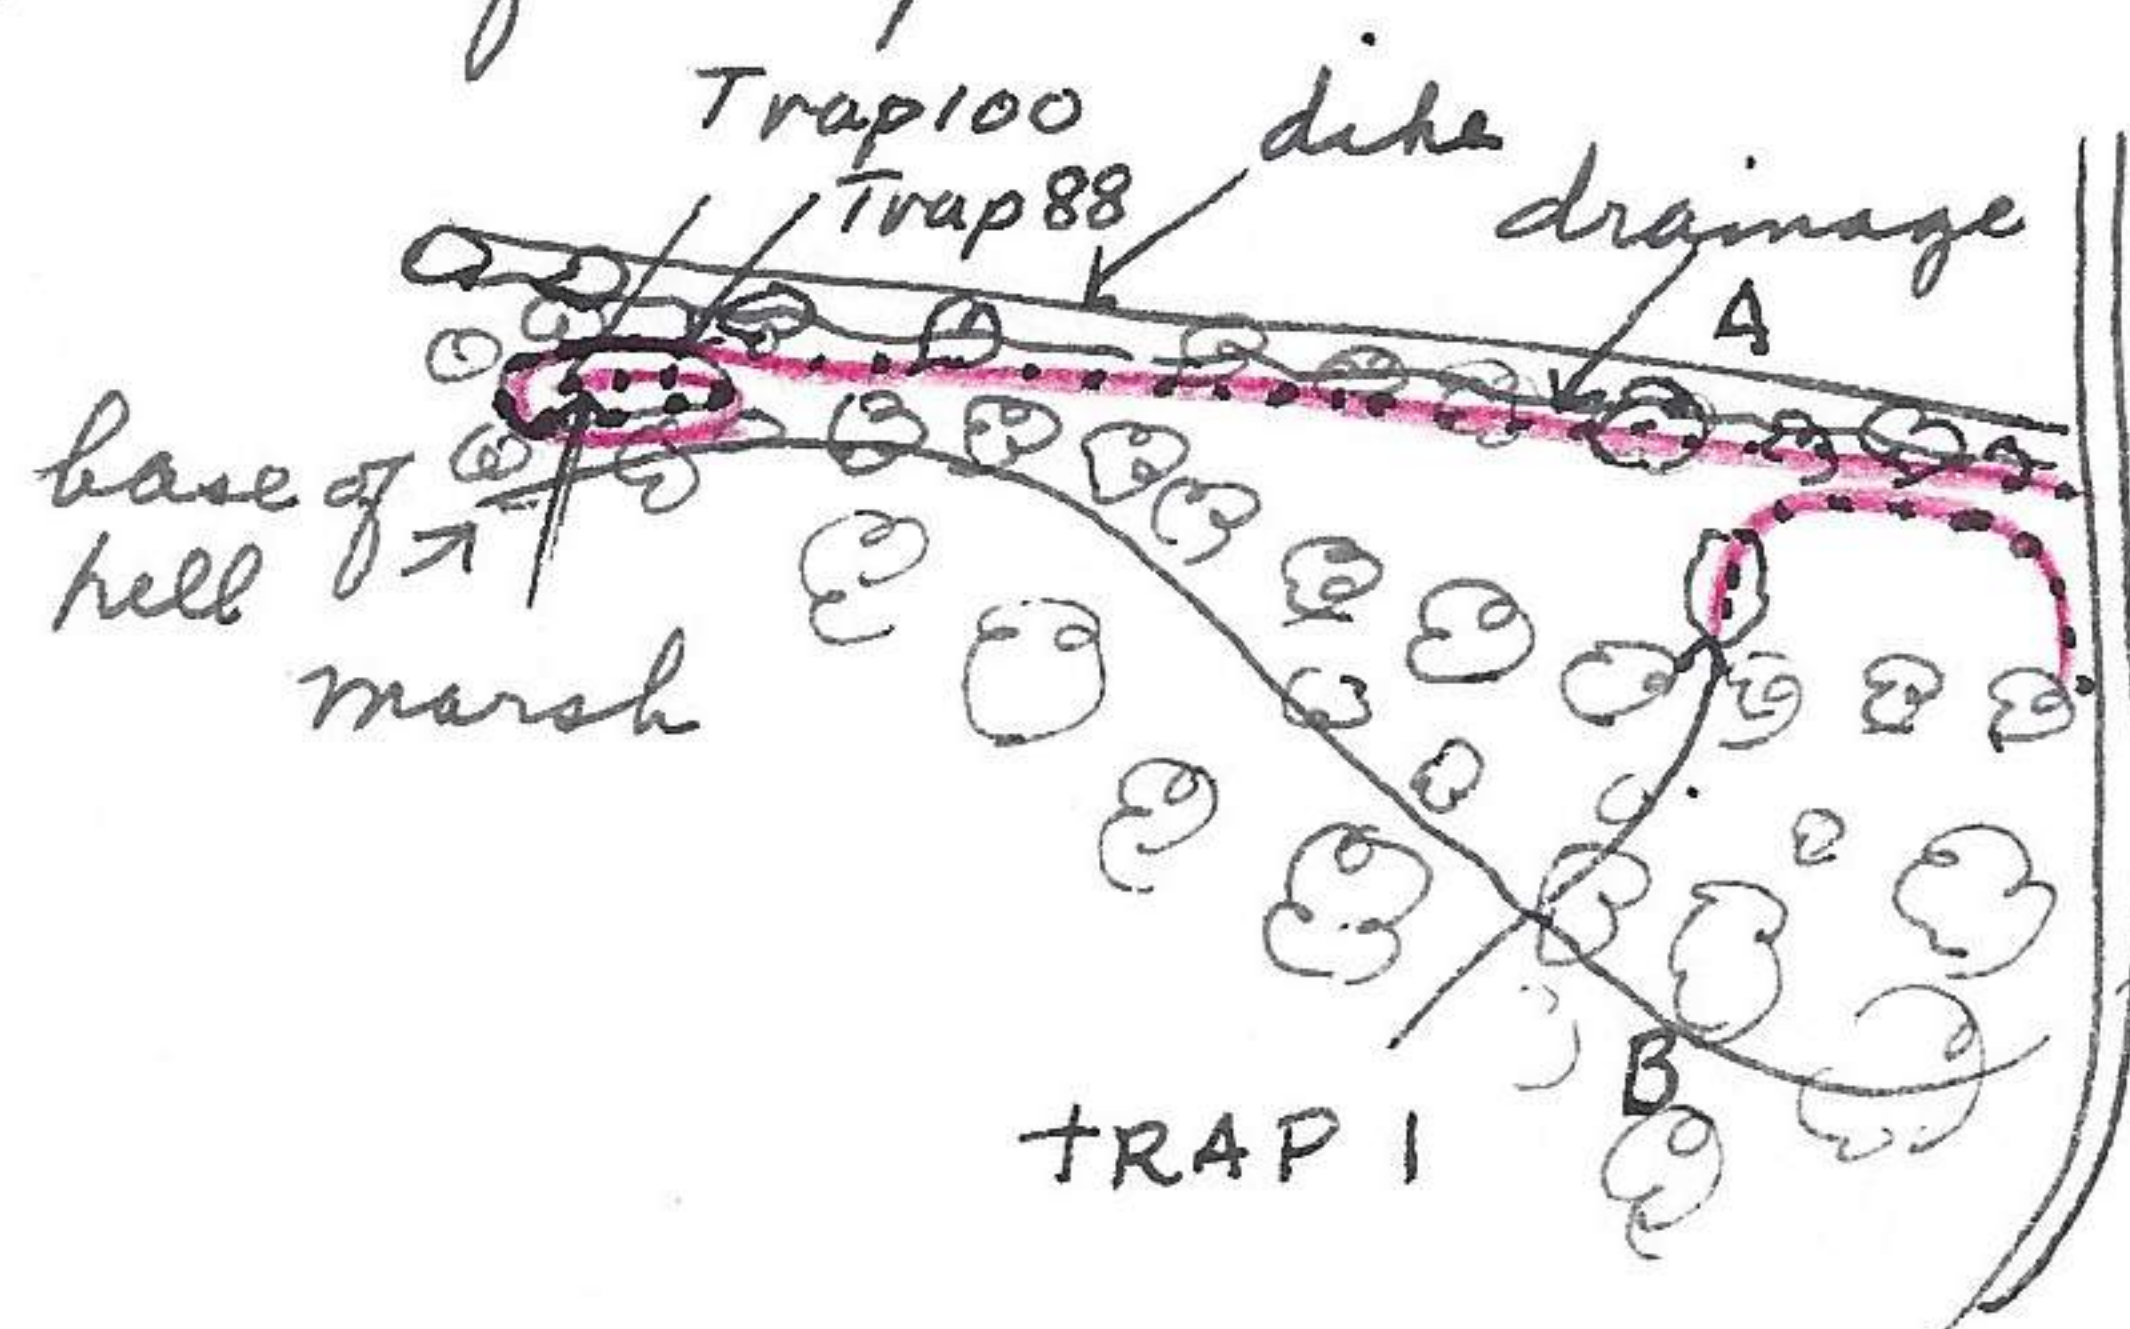 Trap100
Trap88
dike
drainage
A
base of
hill
marsh
B
TRAP 1